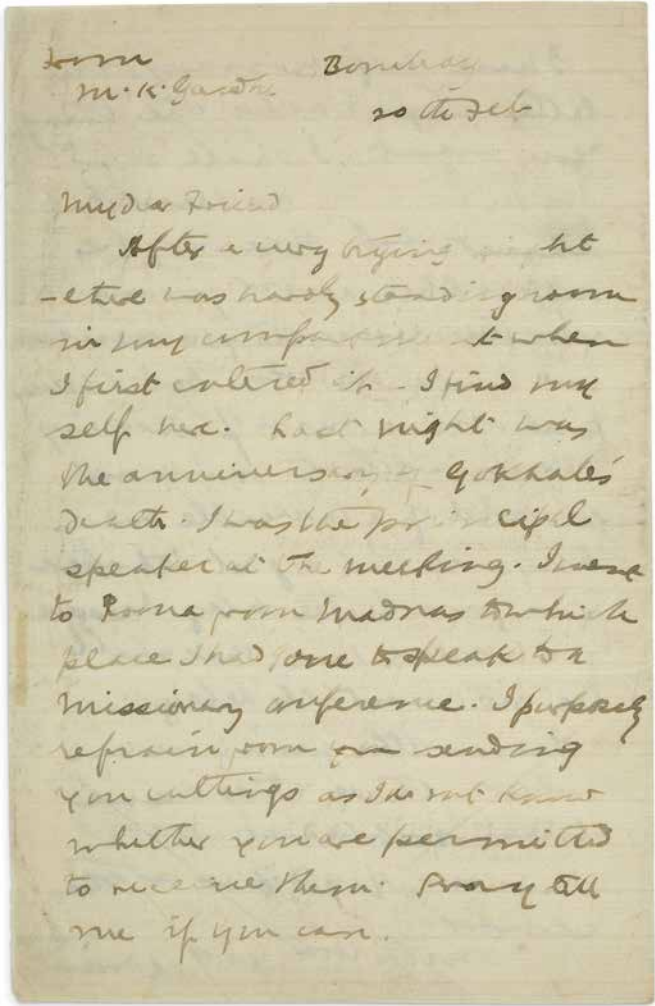 from
M. K. Gandhi
Bombay
20th Feb
My dear Friend
After a very trying night
- there was hardly standing room
in my compartment when
I first entered it - I find my
self here. Last night was
the anniversary of Gokhale's
death. I was the principal
speaker at the meeting. I went
to Poona from Madras to which
place I had gone to speak to a
missionary conference. I purposely
refrain from sending
you cuttings as I do not know
whether you are permitted
to receive them. Pray tell
me if you can.